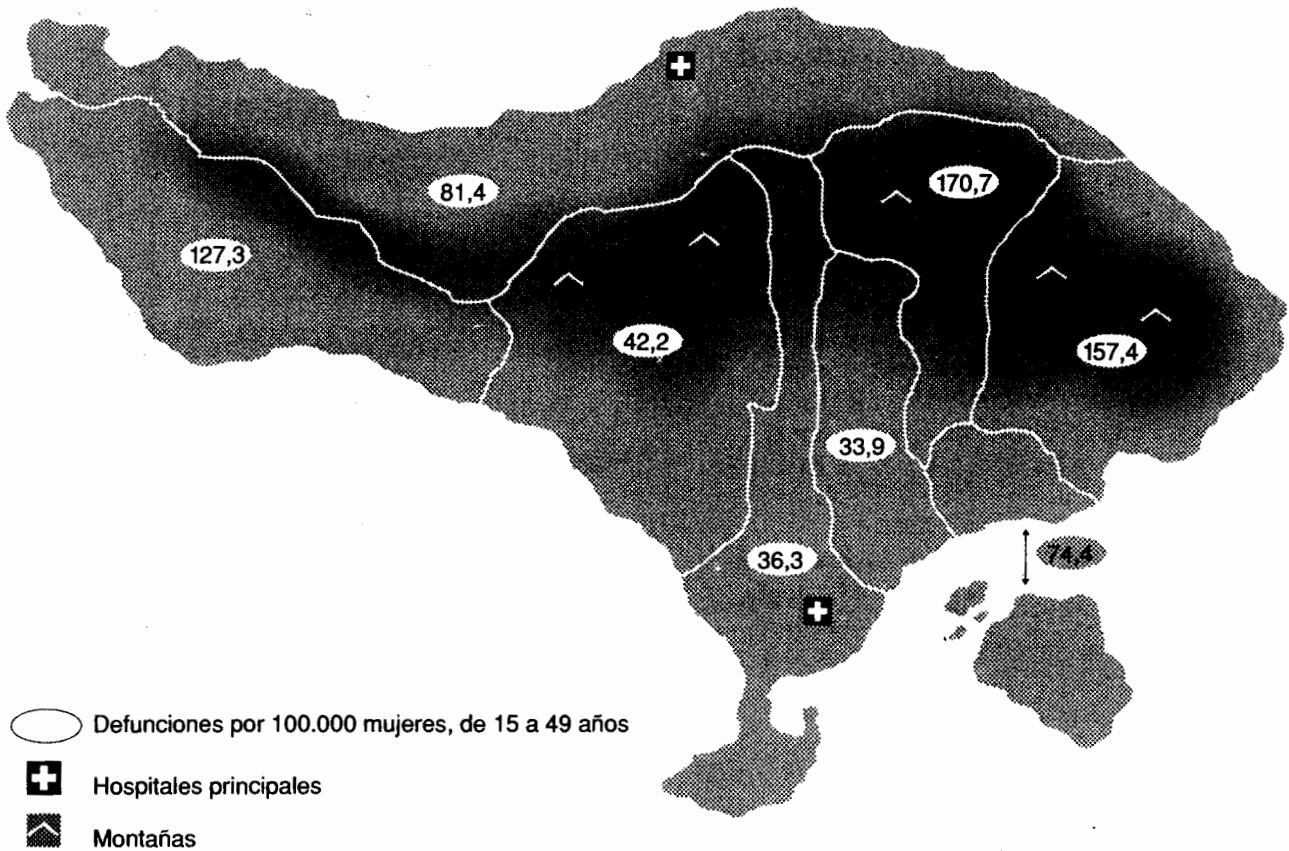 81,4
170,7
127,3
42,2
157,4
33,9
36,3
74,4
Defunciones por 100.000 mujeres, de 15 a 49 años
Hospitales principales
Montañas